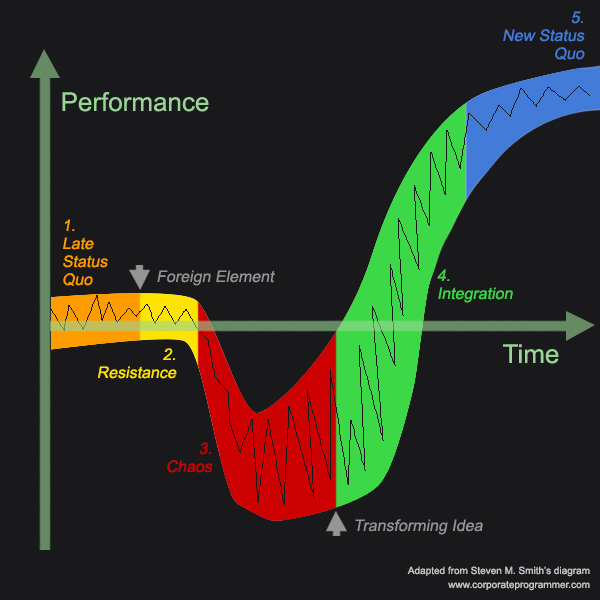 5.
New Status
Quo
Performance
1.
Late
Status
Quo
Foreign Element
4.
Integration
Time
2.
Resistance
3.
Chaos
Transforming Idea
Adapted from Steven M. Smith's diagram
www.corporateprogrammer.com